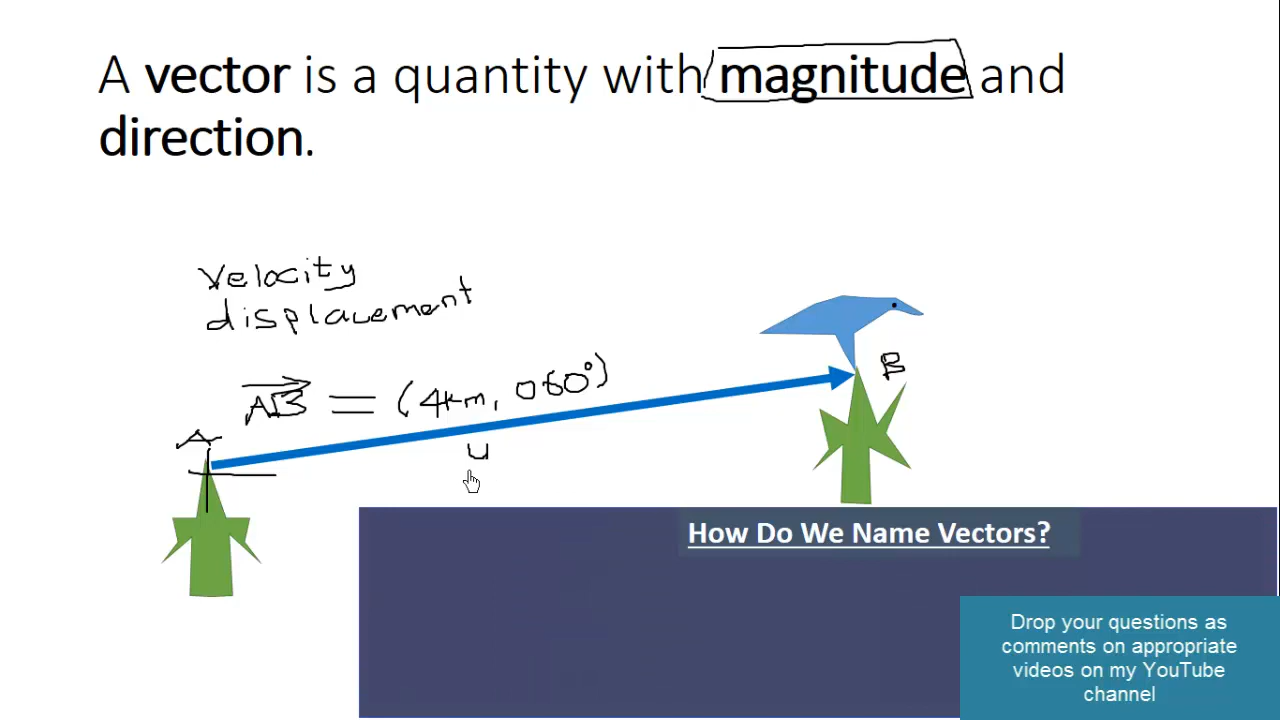 A vector is a quantity with magnitude and
direction.
Velocity
displacement
AB = (4km, 060°)
A
B
u
How Do We Name Vectors?
Drop your questions as
comments on appropriate
videos on my YouTube
channel